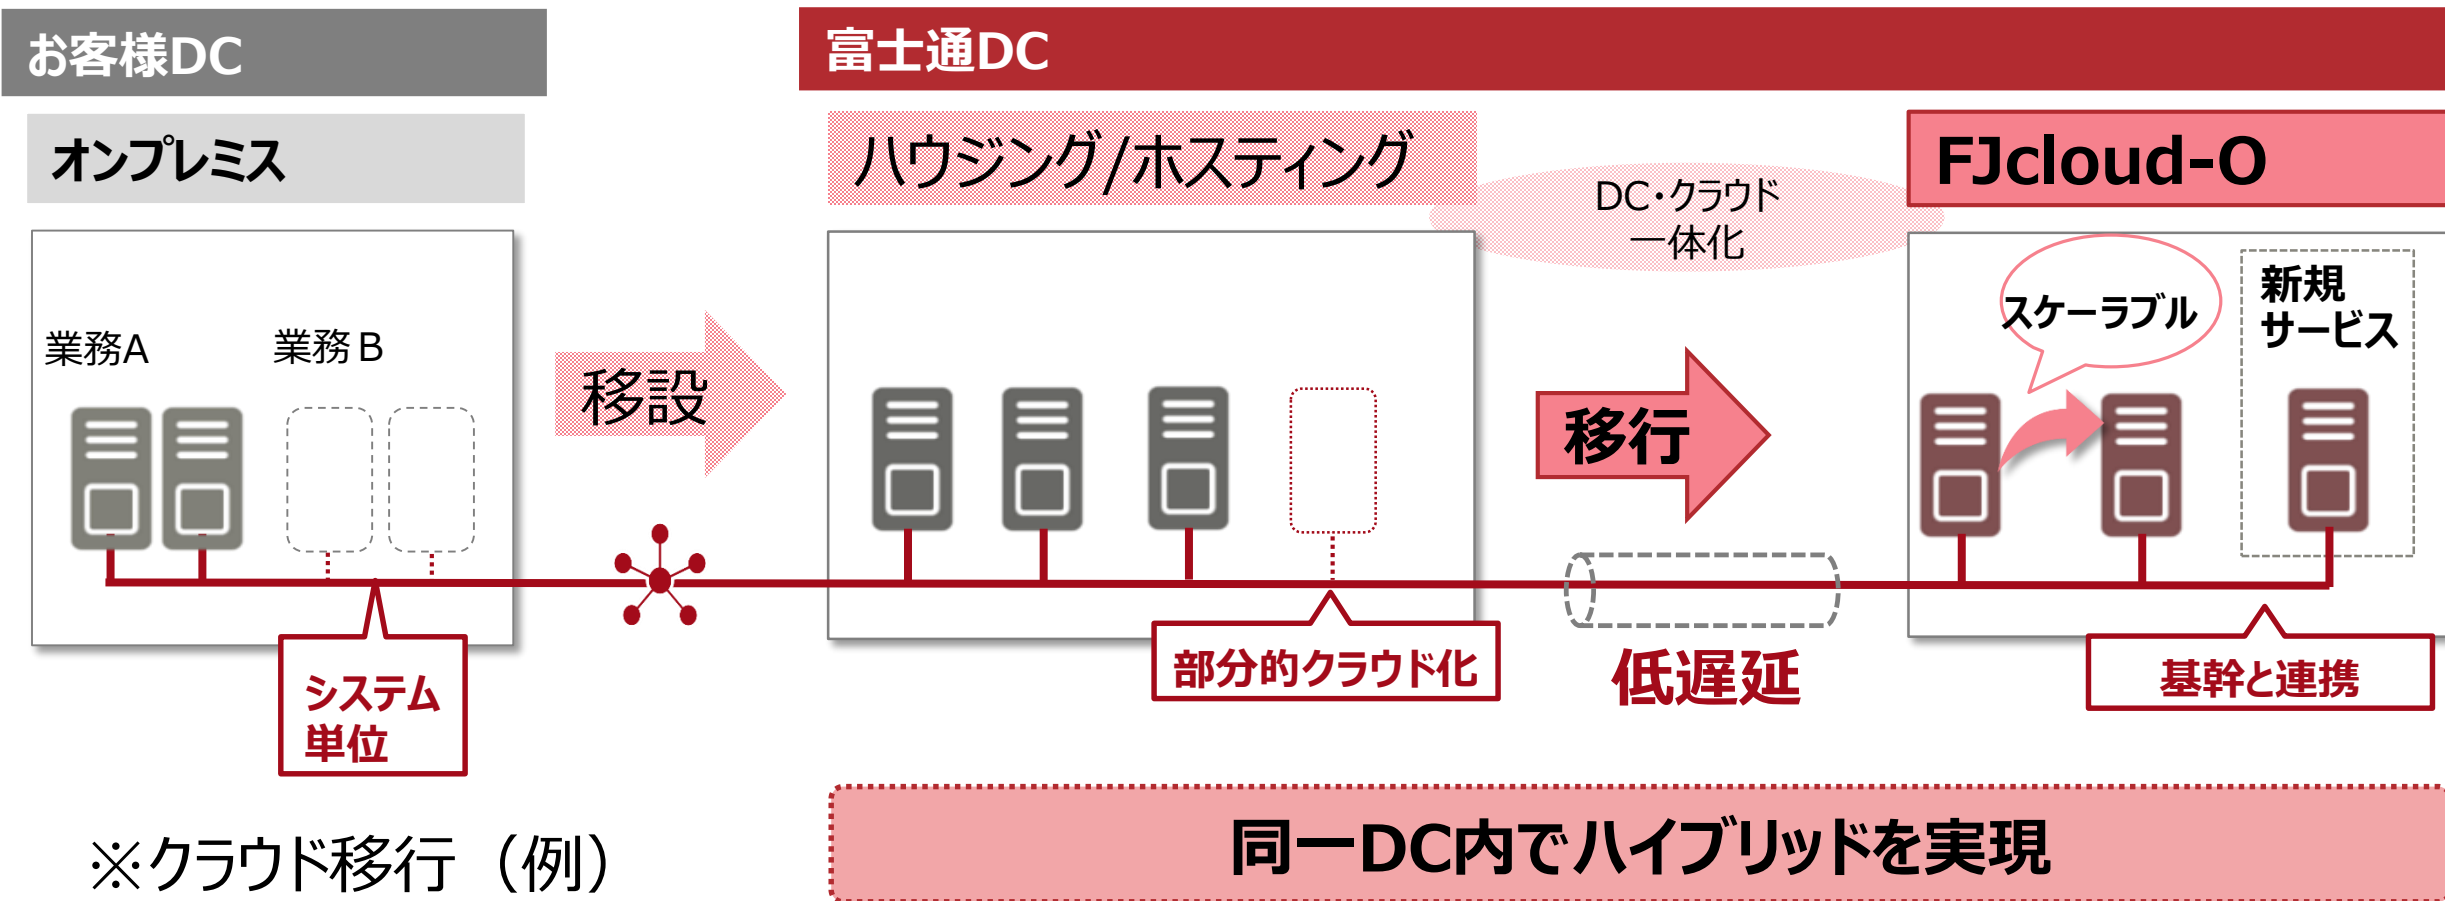 お客様DC
富士通DC
オンプレミス
ハウジング/ホスティング
DC・クラウド
一体化
FJcloud-O
業務A
業務B
移設
移行
スケーラブル
新規
サービス
システム
単位
部分的クラウド化
低遅延
基幹と連携
※クラウド移行（例）
同一DC内でハイブリッドを実現